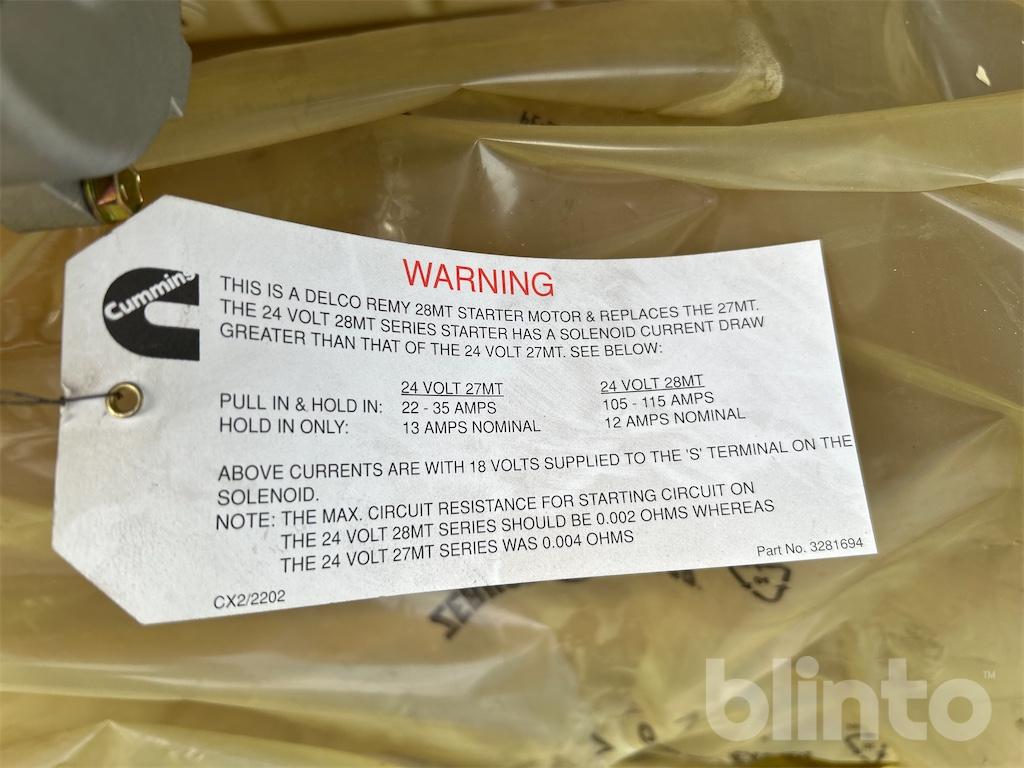 WARNING
Cummins
THIS IS A DELCO REMY 28MT STARTER MOTOR & REPLACES THE 27MT.
THE 24 VOLT 28MT SERIES STARTER HAS A SOLENOID CURRENT DRAW
GREATER THAN THAT OF THE 24 VOLT 27MT. SEE BELOW:
24 VOLT 27MT 24 VOLT 28MT
PULL IN & HOLD IN: 22 - 35 AMPS 105 - 115 AMPS
HOLD IN ONLY: 13 AMPS NOMINAL 12 AMPS NOMINAL
ABOVE CURRENTS ARE WITH 18 VOLTS SUPPLIED TO THE 'S' TERMINAL ON THE
SOLENOID.
NOTE: THE MAX. CIRCUIT RESISTANCE FOR STARTING CIRCUIT ON
THE 24 VOLT 28MT SERIES SHOULD BE 0.002 OHMS WHEREAS
THE 24 VOLT 27MT SERIES WAS 0.004 OHMS
Part No. 3281694
CX2/2202
blinto™